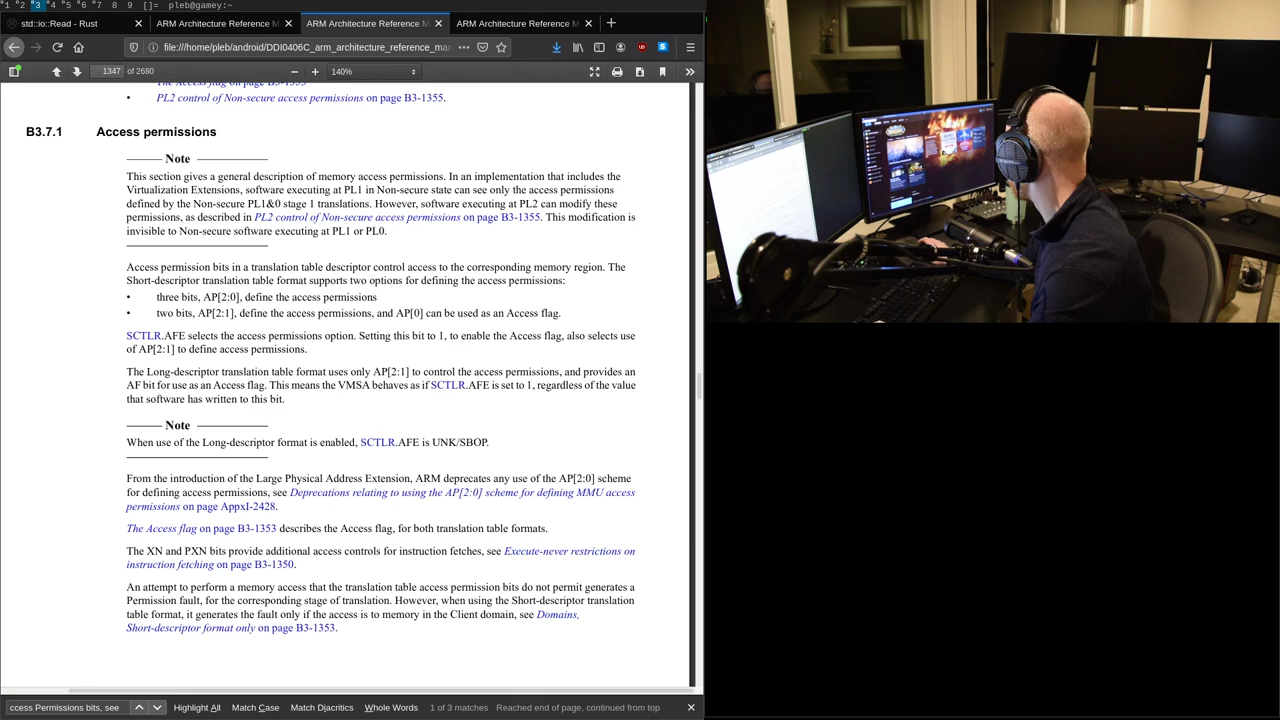 1 2 3 4 5 6 7 8 9 []= pleb@gamey:~
std::io::Read - Rust
ARM Architecture Reference M
ARM Architecture Reference M
ARM Architecture Reference M
file:///home/pleb/android/DDI0406C_arm_architecture_reference_mar
1347 of 2680
140%
The Access flag on page B3-1353
• PL2 control of Non-secure access permissions on page B3-1355.
B3.7.1 Access permissions
Note
This section gives a general description of memory access permissions. In an implementation that includes the
Virtualization Extensions, software executing at PL1 in Non-secure state can see only the access permissions
defined by the Non-secure PL1&0 stage 1 translations. However, software executing at PL2 can modify these
permissions, as described in PL2 control of Non-secure access permissions on page B3-1355. This modification is
invisible to Non-secure software executing at PL1 or PL0.
Access permission bits in a translation table descriptor control access to the corresponding memory region. The
Short-descriptor translation table format supports two options for defining the access permissions:
• three bits, AP[2:0], define the access permissions
• two bits, AP[2:1], define the access permissions, and AP[0] can be used as an Access flag.
SCTLR.AFE selects the access permissions option. Setting this bit to 1, to enable the Access flag, also selects use
of AP[2:1] to define access permissions.
The Long-descriptor translation table format uses only AP[2:1] to control the access permissions, and provides an
AF bit for use as an Access flag. This means the VMSA behaves as if SCTLR.AFE is set to 1, regardless of the value
that software has written to this bit.
Note
When use of the Long-descriptor format is enabled, SCTLR.AFE is UNK/SBOP.
From the introduction of the Large Physical Address Extension, ARM deprecates any use of the AP[2:0] scheme
for defining access permissions, see Deprecations relating to using the AP[2:0] scheme for defining MMU access
permissions on page AppxI-2428.
The Access flag on page B3-1353 describes the Access flag, for both translation table formats.
The XN and PXN bits provide additional access controls for instruction fetches, see Execute-never restrictions on
instruction fetching on page B3-1350.
An attempt to perform a memory access that the translation table access permission bits do not permit generates a
Permission fault, for the corresponding stage of translation. However, when using the Short-descriptor translation
table format, it generates the fault only if the access is to memory in the Client domain, see Domains,
Short-descriptor format only on page B3-1353.
ccess Permissions bits, see
Highlight All
Match Case
Match Diacritics
Whole Words
1 of 3 matches
Reached end of page, continued from top